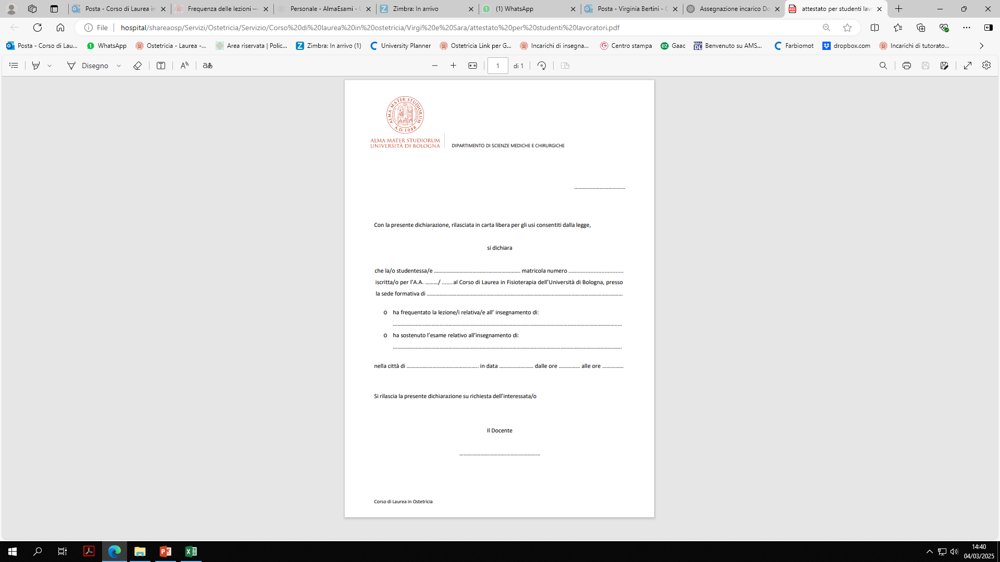 Posta - Corso di Laurea in
Frequenza delle lezioni —
Personale - AlmaEsami - U
Zimbra: In arrivo
(1) WhatsApp
Posta - Virginia Bertini - C
Assegnazione incarico Do
attestato per studenti lavo
File
hospital/shareaosp/Servizi/Ostetricia/Servizio/Corso%20di%20laurea%20in%20ostetricia/Virgi%20e%20Sara/attestato%20per%20studenti%20lavoratori.pdf
Posta - Corso di Lau...
WhatsApp
Ostetricia - Laurea -...
Area riservata | Polic...
Zimbra: In arrivo (1)
University Planner
Ostetricia Link per G...
Incarichi di insegna...
Centro stampa
Gaac
Benvenuto su AMS...
Farbiomot
dropbox.com
Incarichi di tutorato...
Disegno
1
di 1
ALMA MATER STUDIORUM
A.D. 1088
ALMA MATER STUDIORUM
UNIVERSITÀ DI BOLOGNA
DIPARTIMENTO DI SCIENZE MEDICHE E CHIRURGICHE
....................................
Con la presente dichiarazione, rilasciata in carta libera per gli usi consentiti dalla legge,
si dichiara
che la/o studentessa/e ............................................................ matricola numero ...................................
iscritta/o per l'A.A. ........./ ....... al Corso di Laurea in Fisioterapia dell'Università di Bologna, presso
la sede formativa di ..........................................................................................................................................
o ha frequentato la lezione/i relativa/e all' insegnamento di:
..................................................................................................................................................................
o ha sostenuto l'esame relativo all'insegnamento di:
..................................................................................................................................................................
nella città di .................................................. in data ........................ dalle ore ............... alle ore ...............
Si rilascia la presente dichiarazione su richiesta dell'interessata/o
Il Docente
.........................................................
Corso di Laurea in Ostetricia
14:40
04/03/2025